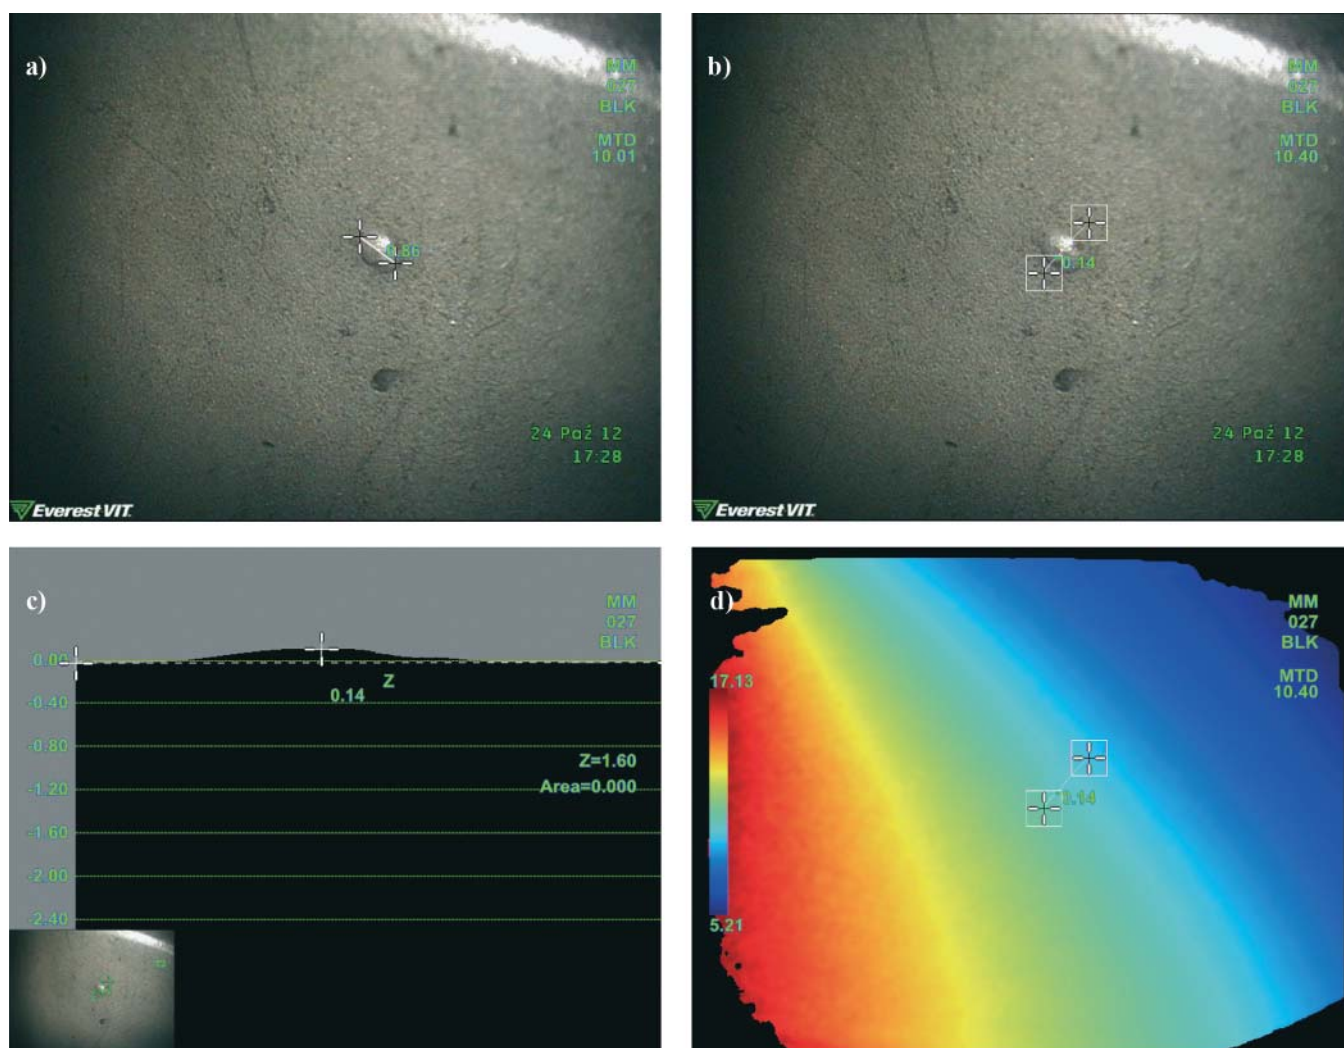 a)
MM
027
BLK
MTD
10.01
0.86
24 Paź 12
17:28
Everest VIT
b)
MM
027
BLK
MTD
10.40
0.14
24 Paź 12
17:28
Everest VIT
c)
MM
027
BLK
0.00
Z
0.14
-0.40
-0.80
Z=1.60
-1.20
Area=0.000
-1.60
-2.00
-2.40
d)
MM
027
BLK
MTD
10.40
17.13
0.14
5.21